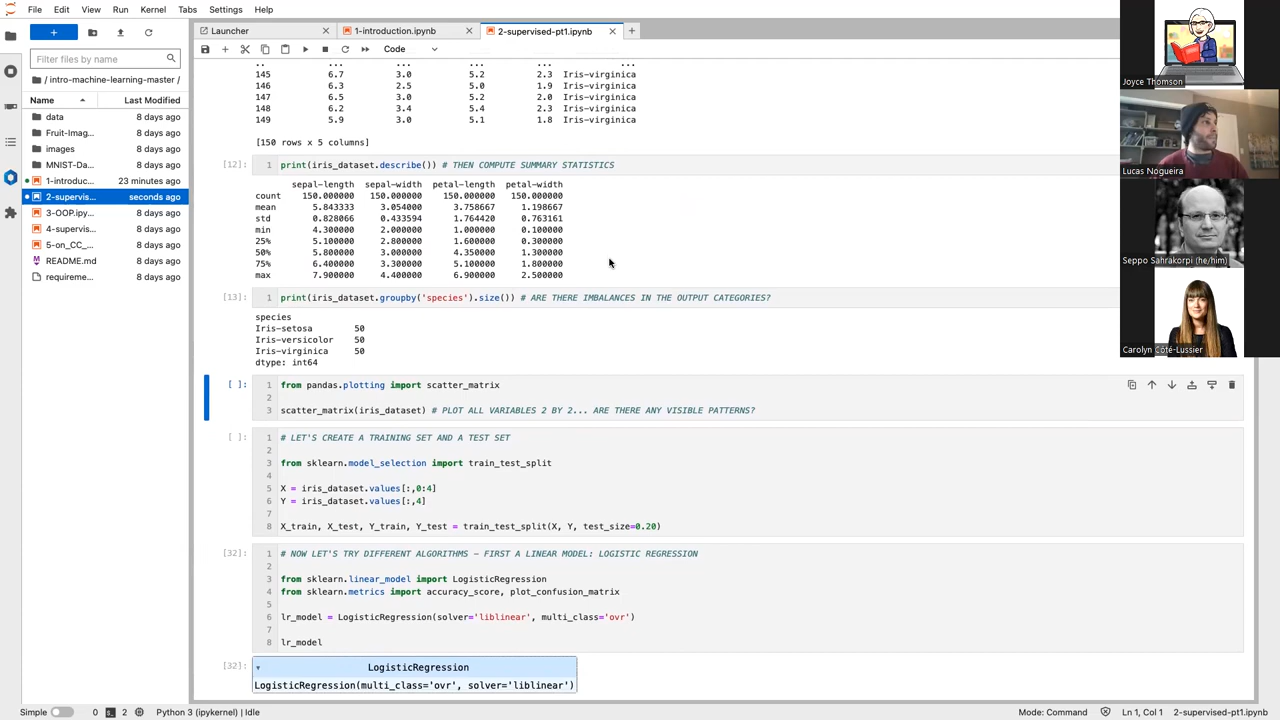 File Edit View Run Kernel Tabs Settings Help
Launcher
1-introduction.ipynb
2-supervised-pt1.ipynb
Code
Filter files by name
/ intro-machine-learning-master /
Name Last Modified
data 8 days ago
Fruit-Imag... 8 days ago
images 8 days ago
MNIST-Da... 8 days ago
1-introduc... 23 minutes ago
2-supervis... seconds ago
3-OOP.ipy... 8 days ago
4-supervis... 8 days ago
5-on_CC_... 8 days ago
README.md 8 days ago
requireme... 8 days ago
.. ... ... ... ... ...
145 6.7 3.0 5.2 2.3 Iris-virginica
146 6.3 2.5 5.0 1.9 Iris-virginica
147 6.5 3.0 5.2 2.0 Iris-virginica
148 6.2 3.4 5.4 2.3 Iris-virginica
149 5.9 3.0 5.1 1.8 Iris-virginica
[150 rows x 5 columns]
[12]: 1 print(iris_dataset.describe()) # THEN COMPUTE SUMMARY STATISTICS
sepal-length sepal-width petal-length petal-width
count 150.000000 150.000000 150.000000 150.000000
mean 5.843333 3.054000 3.758667 1.198667
std 0.828066 0.433594 1.764420 0.763161
min 4.300000 2.000000 1.000000 0.100000
25% 5.100000 2.800000 1.600000 0.300000
50% 5.800000 3.000000 4.350000 1.300000
75% 6.400000 3.300000 5.100000 1.800000
max 7.900000 4.400000 6.900000 2.500000
[13]: 1 print(iris_dataset.groupby('species').size()) # ARE THERE IMBALANCES IN THE OUTPUT CATEGORIES?
species
Iris-setosa 50
Iris-versicolor 50
Iris-virginica 50
dtype: int64
[ ]: 1 from pandas.plotting import scatter_matrix
2
3 scatter_matrix(iris_dataset) # PLOT ALL VARIABLES 2 BY 2... ARE THERE ANY VISIBLE PATTERNS?
[ ]: 1 # LET'S CREATE A TRAINING SET AND A TEST SET
2
3 from sklearn.model_selection import train_test_split
4
5 X = iris_dataset.values[:,0:4]
6 Y = iris_dataset.values[:,4]
7
8 X_train, X_test, Y_train, Y_test = train_test_split(X, Y, test_size=0.20)
[32]: 1 # NOW LET'S TRY DIFFERENT ALGORITHMS – FIRST A LINEAR MODEL: LOGISTIC REGRESSION
2
3 from sklearn.linear_model import LogisticRegression
4 from sklearn.metrics import accuracy_score, plot_confusion_matrix
5
6 lr_model = LogisticRegression(solver='liblinear', multi_class='ovr')
7
8 lr_model
[32]: LogisticRegression
LogisticRegression(multi_class='ovr', solver='liblinear')
Joyce Thomson
Lucas Nogueira
Seppo Sahrakorpi (he/him)
Carolyn Côté-Lussier
Simple 0 2 Python 3 (ipykernel) | Idle Mode: Command Ln 1, Col 1 2-supervised-pt1.ipynb